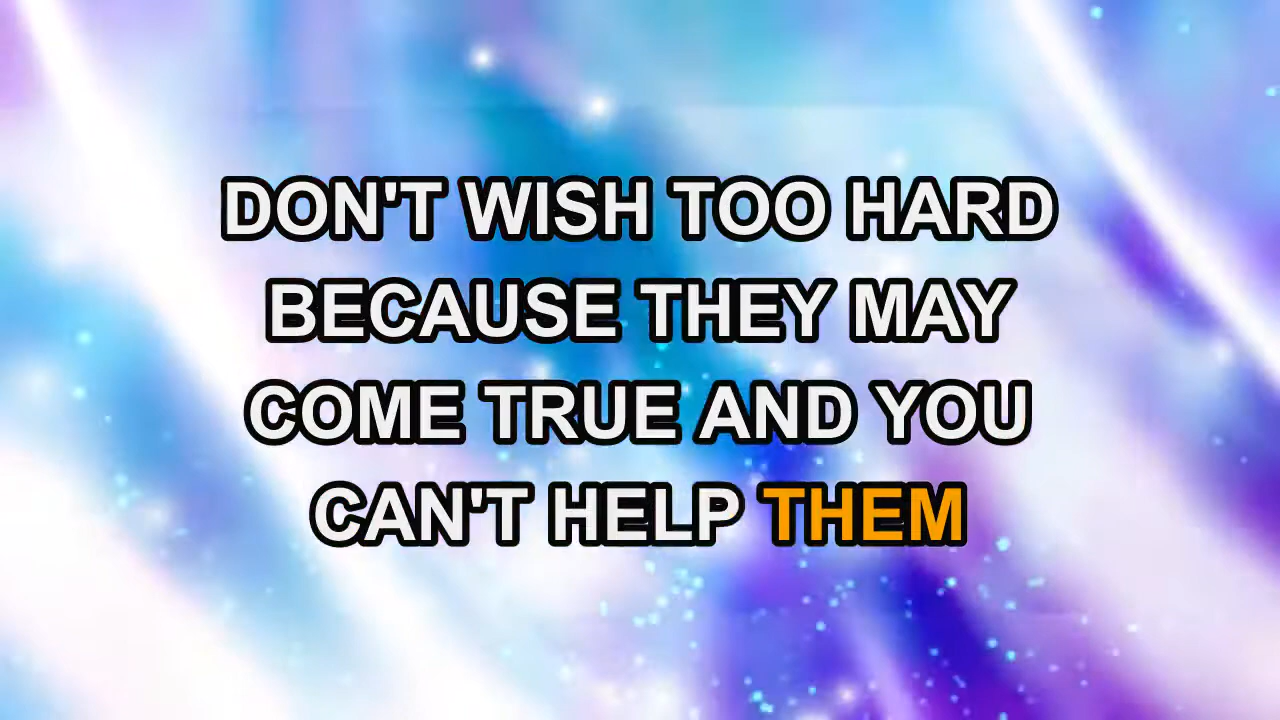 DON'T WISH TOO HARD
BECAUSE THEY MAY
COME TRUE AND YOU
CAN'T HELP THEM